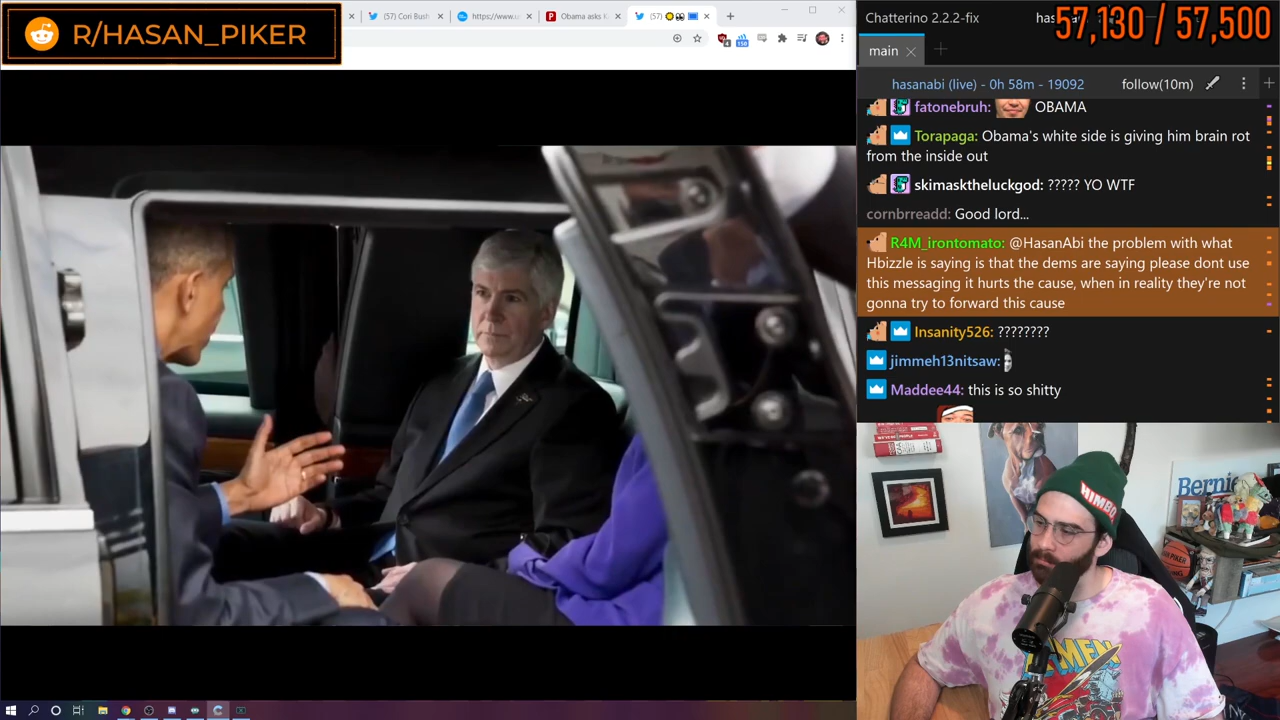 R/HASAN_PIKER
(57) Cori Bush
https://www.u
Obama asks K
(57)
158
Chatterino 2.2.2-fix
57,130 / 57,500
main
hasanabi (live) - 0h 58m - 19092
follow(10m)
fatonebruh: OBAMA
Torapaga: Obama's white side is giving him brain rot
from the inside out
skimasktheluckgod: ????? YO WTF
cornbrreadd: Good lord...
R4M_irontomato: @HasanAbi the problem with what
Hbizzle is saying is that the dems are saying please dont use
this messaging it hurts the cause, when in reality they're not
gonna try to forward this cause
Insanity526: ????????
jimmeh13nitsaw:
Maddee44: this is so shitty
Bernie
HIMBO